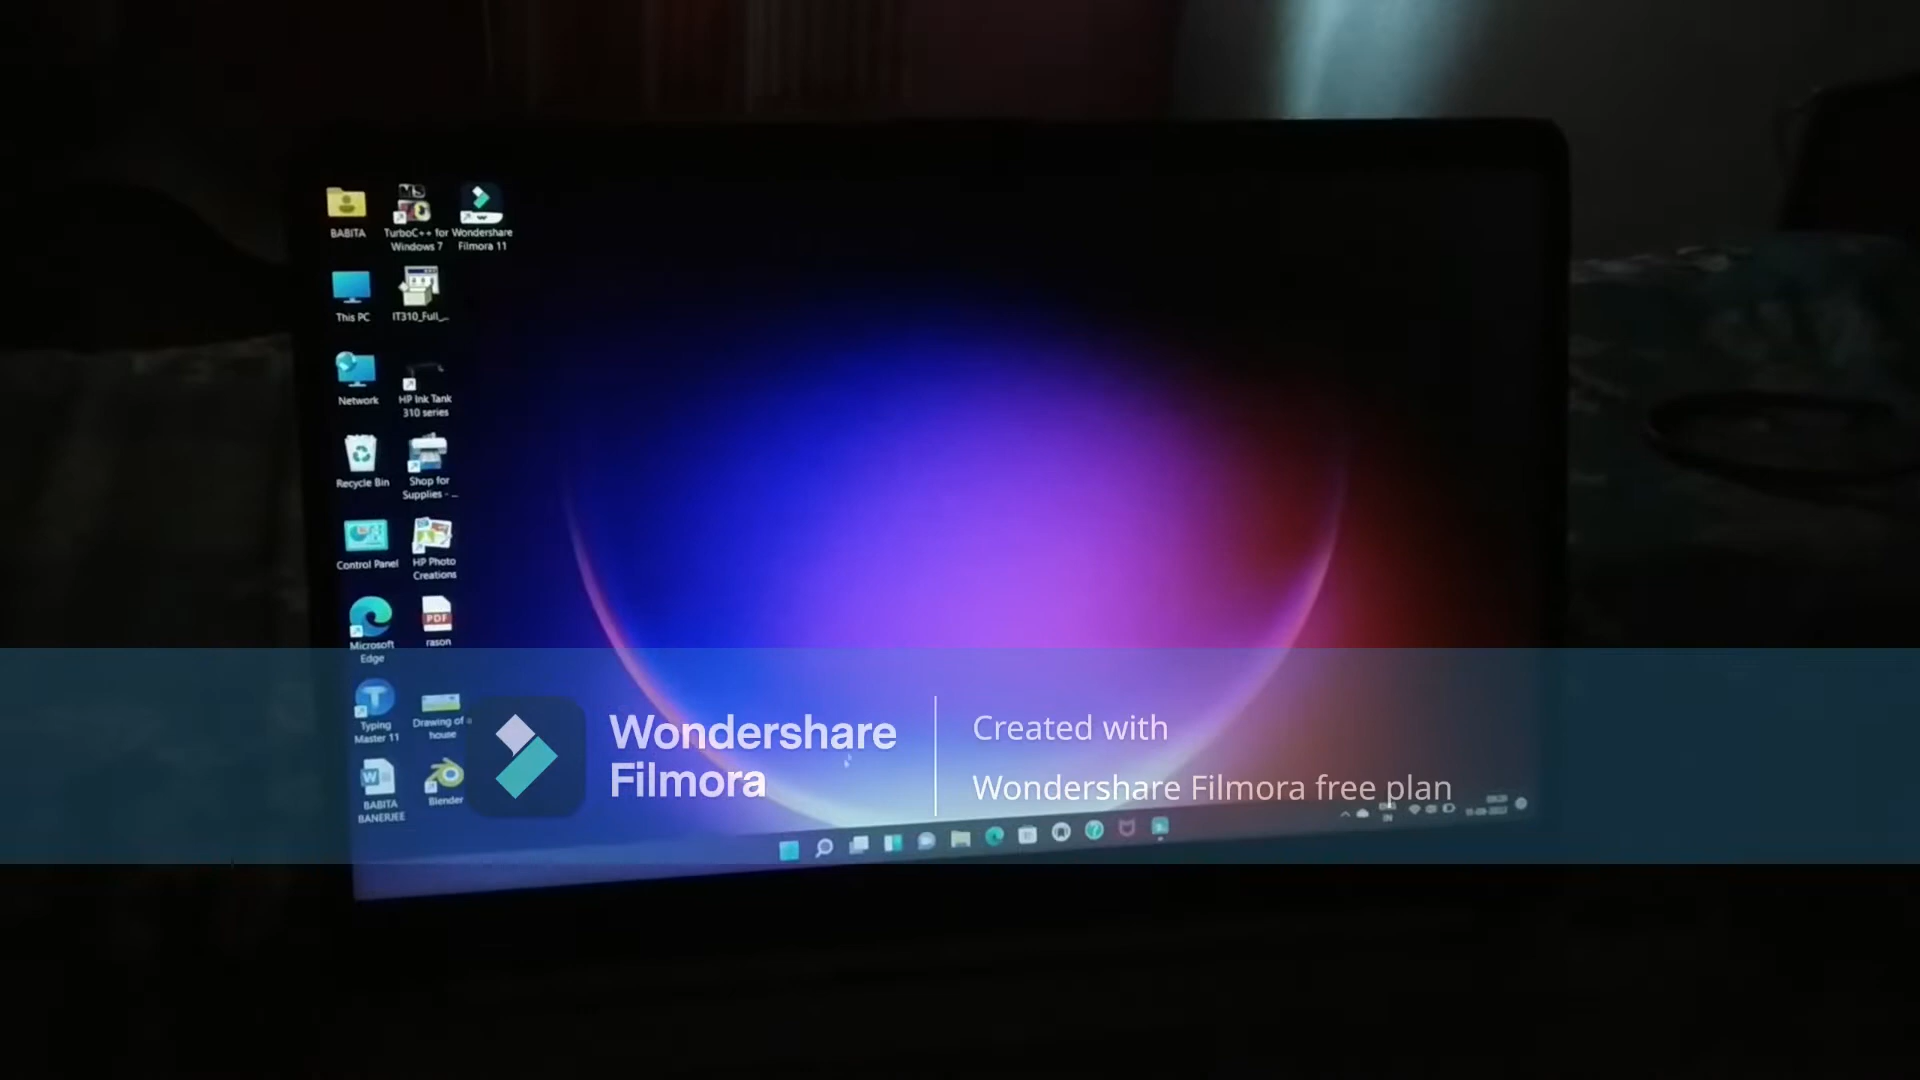 BABITA
TurboC++ for
Windows 7
Wondershare
Filmora 11
This PC
IT310_Full_...
Network
HP Ink Tank
310 series
Recycle Bin
Shop for
Supplies - ...
Control Panel
HP Photo
Creations
Microsoft
Edge
PDF
rason
Typing
Master 11
Drawing of a
house
BABITA
BANERJEE
Blender
Wondershare
Filmora
Created with
Wondershare Filmora free plan
IN